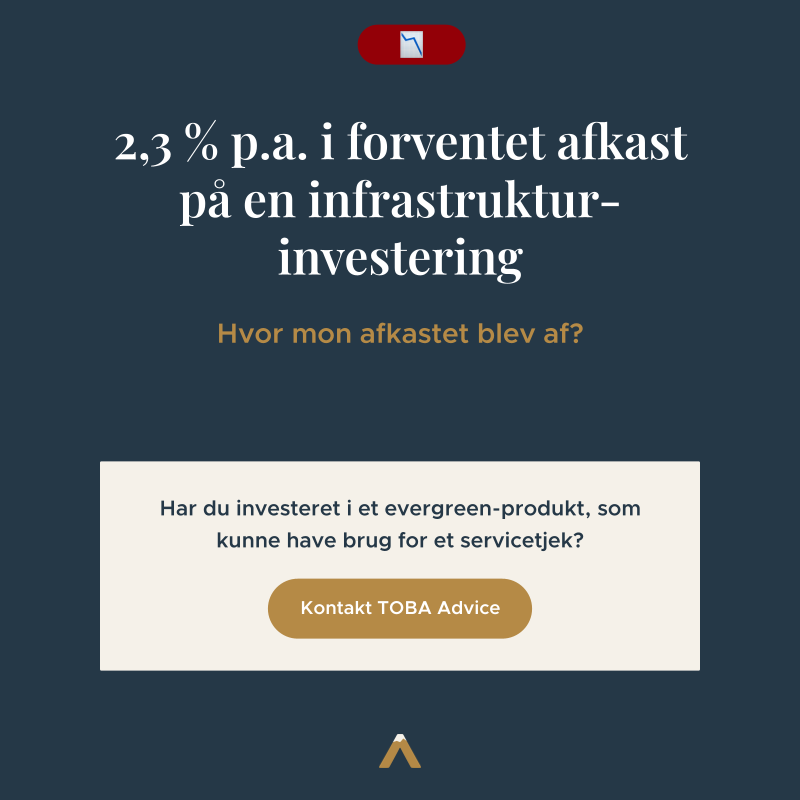 2,3 % p.a. i forventet afkast
på en infrastruktur-
investering
Hvor mon afkastet blev af?
Har du investeret i et evergreen-produkt, som
kunne have brug for et servicetjek?
Kontakt TOBA Advice